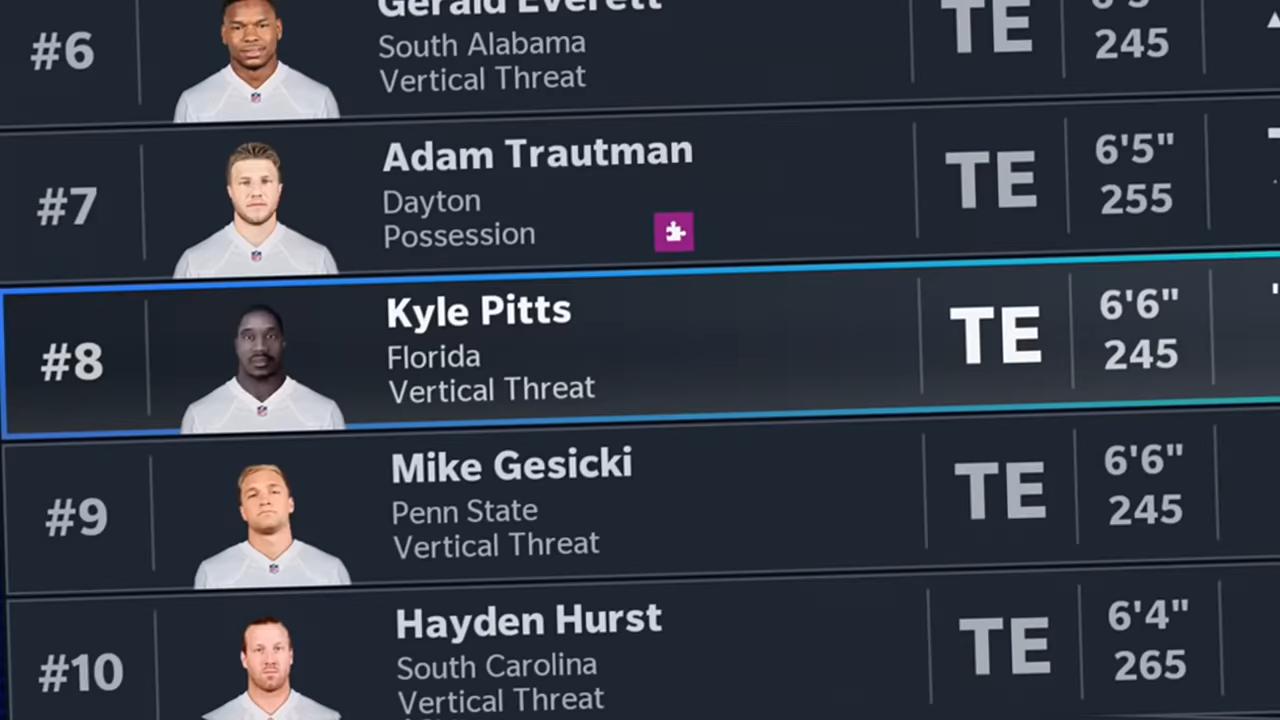 #6
Gerald Everett
South Alabama
Vertical Threat
TE
245
#7
Adam Trautman
Dayton
Possession
TE
6'5"
255
#8
Kyle Pitts
Florida
Vertical Threat
TE
6'6"
245
#9
Mike Gesicki
Penn State
Vertical Threat
TE
6'6"
245
#10
Hayden Hurst
South Carolina
Vertical Threat
TE
6'4"
265